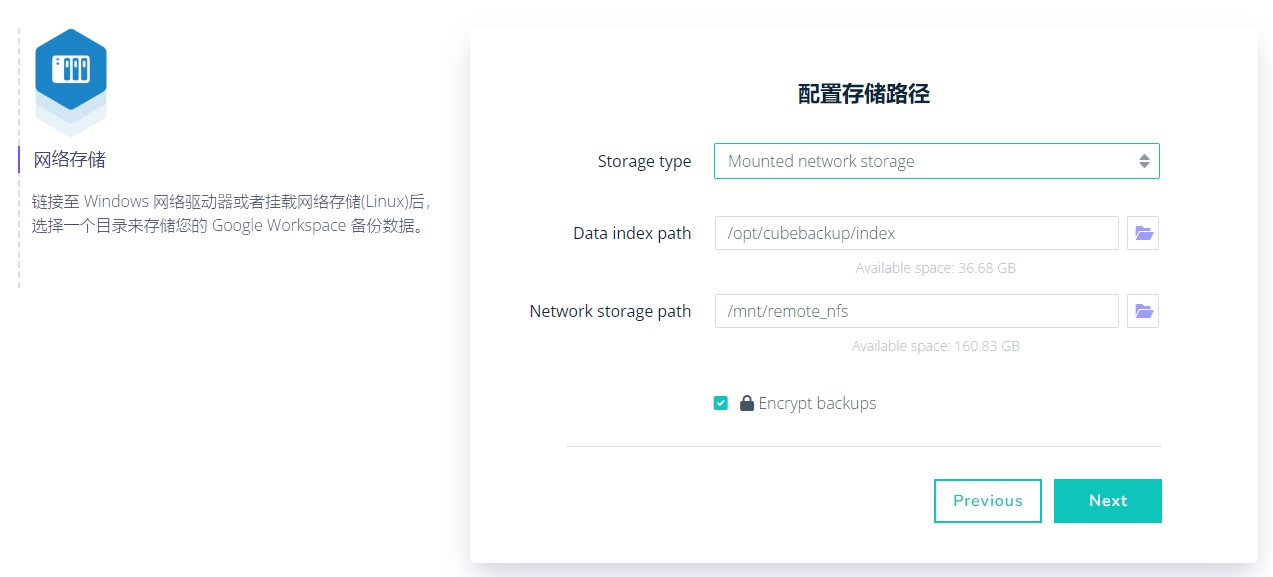 网络存储
链接至 Windows 网络驱动器或者挂载网络存储(Linux)后,
选择一个目录来存储您的 Google Workspace 备份数据。
配置存储路径
Storage type Mounted network storage
Data index path /opt/cubebackup/index
Available space: 36.68 GB
Network storage path /mnt/remote_nfs
Available space: 160.83 GB
Encrypt backups
Previous Next